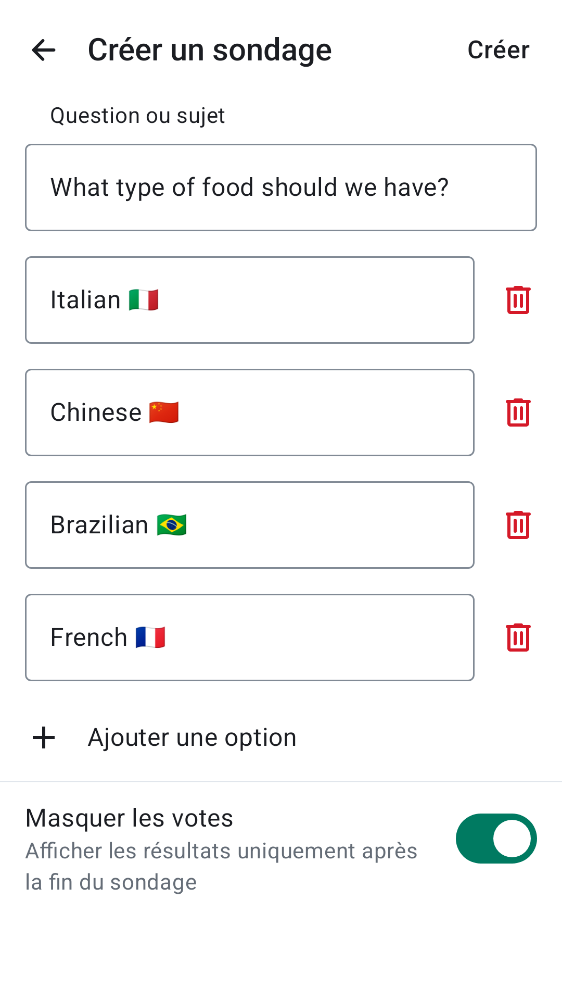 Créer un sondage
Créer
Question ou sujet
What type of food should we have?
Italian 🇮🇹
Chinese 🇨🇳
Brazilian 🇧🇷
French 🇫🇷
Ajouter une option
Masquer les votes
Afficher les résultats uniquement après
la fin du sondage